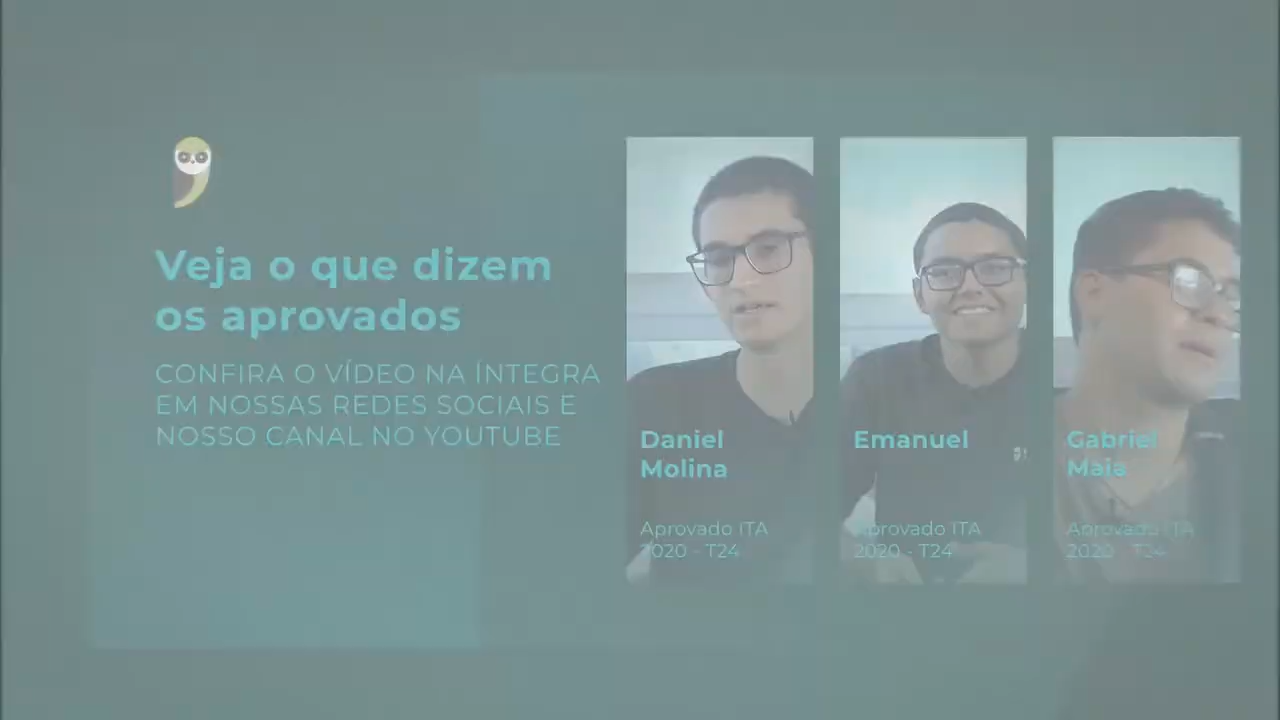 Veja o que dizem
os aprovados
CONFIRA O VÍDEO NA ÍNTEGRA
EM NOSSAS REDES SOCIAIS E
NOSSO CANAL NO YOUTUBE
Daniel
Molina
Aprovado ITA
2020 - T24
Emanuel
Aprovado ITA
2020 - T24
Gabriel
Maia
Aprovado ITA
2020 - T24